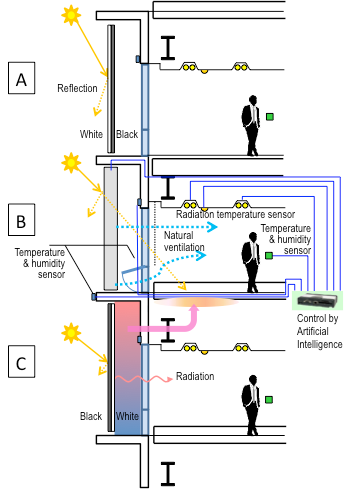 A
Reflection
White
Black
B
Radiation temperature sensor
Natural
ventilation
Temperature
& humidity
sensor
Temperature
& humidity
sensor
Control by
Artificial
Intelligence
C
Radiation
Black
White